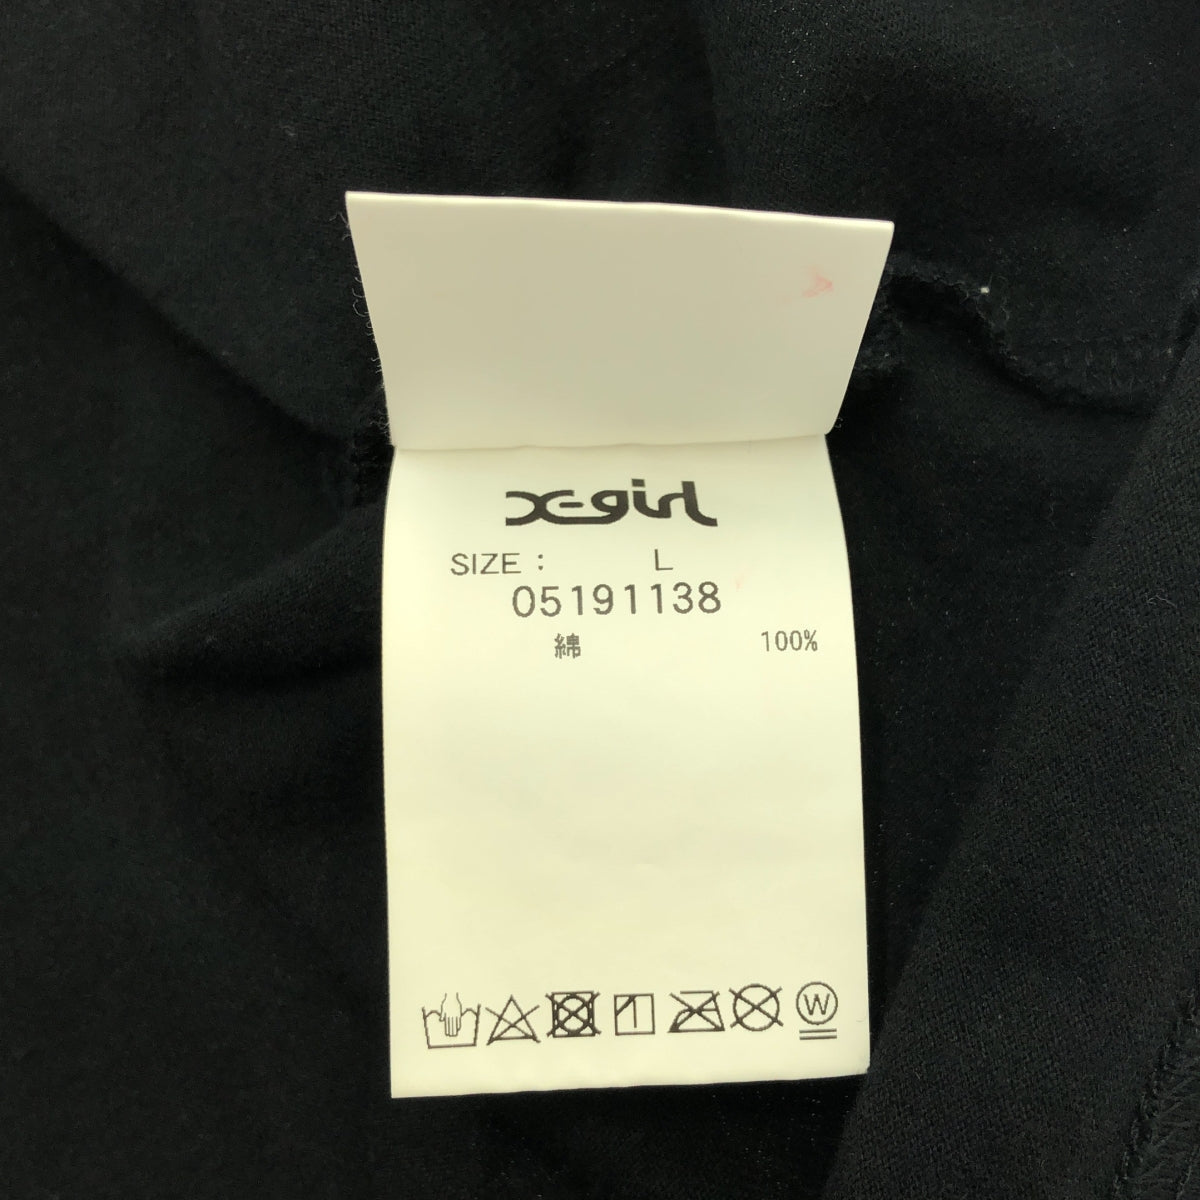 X-girl
SIZE : L
05191138
綿 100%
W